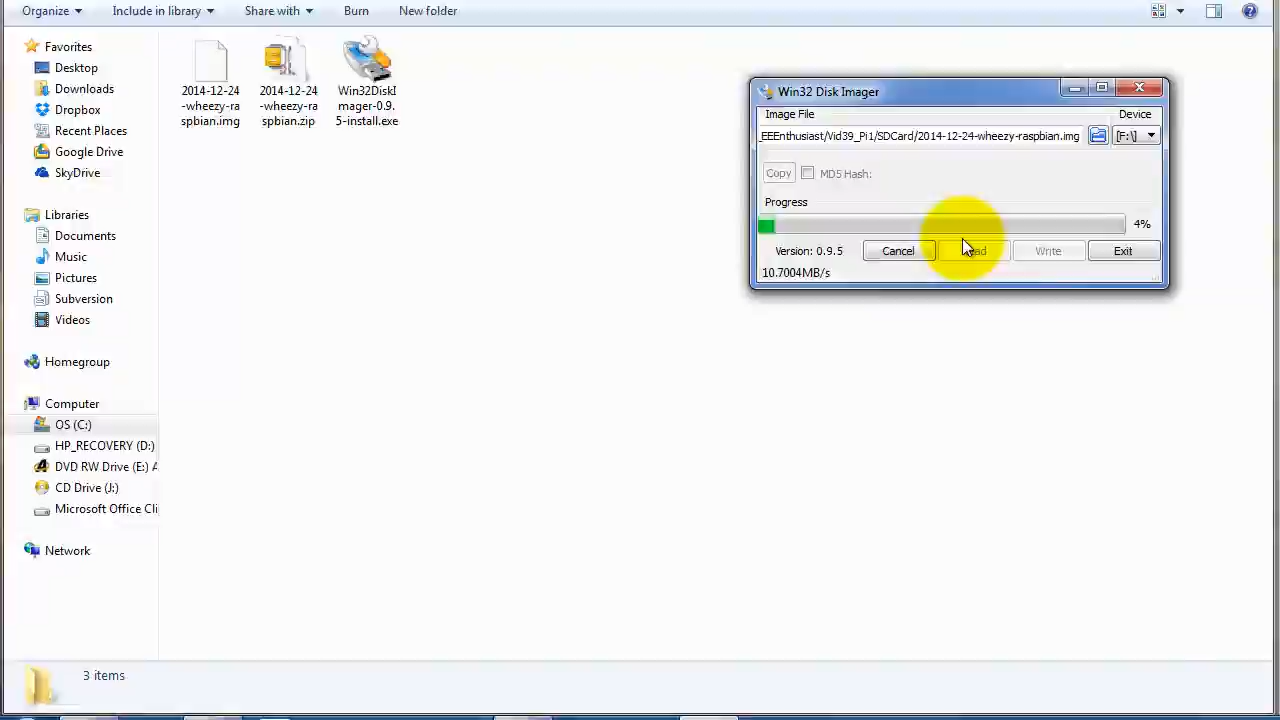 Organize
Include in library
Share with
Burn
New folder
Favorites
Desktop
Downloads
Dropbox
Recent Places
Google Drive
SkyDrive
Libraries
Documents
Music
Pictures
Subversion
Videos
Homegroup
Computer
OS (C:)
HP_RECOVERY (D:)
DVD RW Drive (E:) A
CD Drive (J:)
Microsoft Office Cli
Network
2014-12-24
-wheezy-ra
spbian.img
2014-12-24
-wheezy-ra
spbian.zip
Win32DiskI
mager-0.9.
5-install.exe
Win32 Disk Imager
Image File
Device
_EEEnthusiast/Vid39_Pi1/SDCard/2014-12-24-wheezy-raspbian.img
[F:\]
Copy
MD5 Hash:
Progress
4%
Version: 0.9.5
Cancel
Write
Exit
10.7004MB/s
3 items